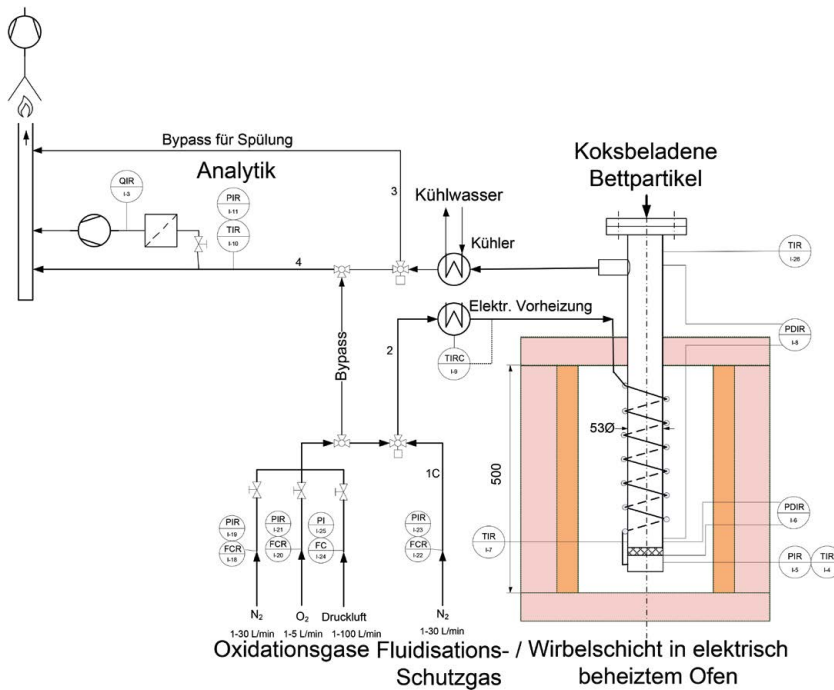 Bypass für Spülung
Analytik
Koksbeladene
Bettpartikel
QIR
I-3
PIR
I-11
TIR
I-10
3
Kühlwasser
Kühler
4
TIR
I-28
PDIR
I-8
Elektr. Vorheizung
2
TIRC
I-9
Bypass
53Ø
500
1C
PIR
I-19
FCR
I-18
PIR
I-21
FCR
I-20
PI
I-25
FC
I-24
PIR
I-23
FCR
I-22
TIR
I-7
PDIR
I-6
PIR
I-5
TIR
I-4
N2
1-30 L/min
O2
1-5 L/min
Druckluft
1-100 L/min
N2
1-30 L/min
Oxidationsgase
Fluidisations- /
Schutzgas
Wirbelschicht in elektrisch
beheiztem Ofen